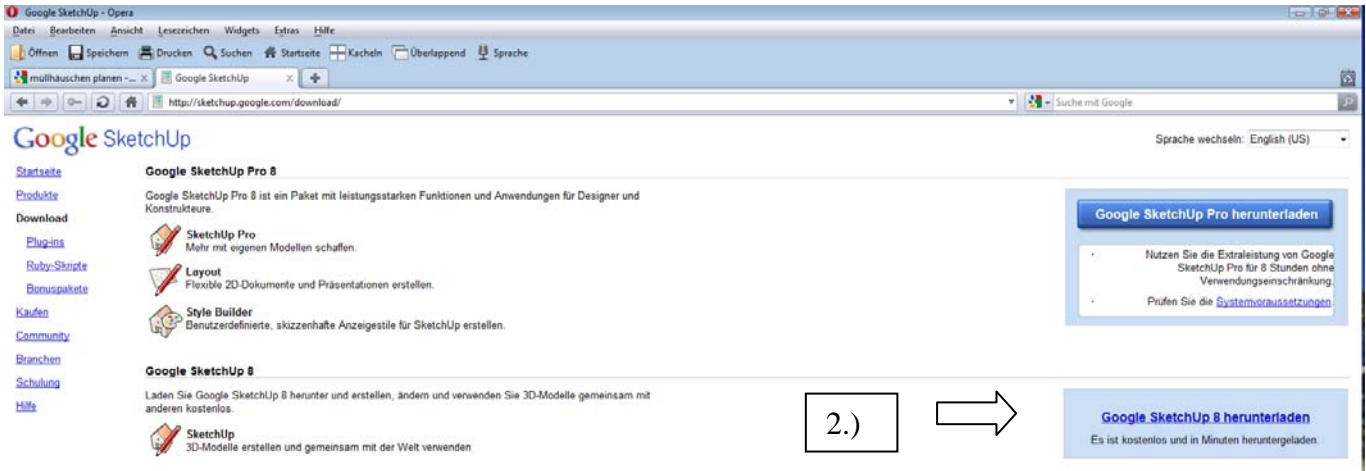 Google SketchUp - Opera
Datei Bearbeiten Ansicht Lesezeichen Widgets Extras Hilfe
Öffnen Speichern Drucken Suchen Startseite Kacheln Überlappend Sprache
müllhäuschen planen -... Google SketchUp
http://sketchup.google.com/download/ Suche mit Google
Google SketchUp
Sprache wechseln: English (US)
Startseite
Produkte
Download
Plug-ins
Ruby-Skripte
Bonuspakete
Kaufen
Community
Branchen
Schulung
Hilfe
Google SketchUp Pro 8
Google SketchUp Pro 8 ist ein Paket mit leistungsstarken Funktionen und Anwendungen für Designer und
Konstrukteure.
SketchUp Pro
Mehr mit eigenen Modellen schaffen.
Layout
Flexible 2D-Dokumente und Präsentationen erstellen.
Style Builder
Benutzerdefinierte, skizzenhafte Anzeigestile für SketchUp erstellen.
Google SketchUp Pro herunterladen
· Nutzen Sie die Extraleistung von Google
SketchUp Pro für 8 Stunden ohne
Verwendungseinschränkung.
· Prüfen Sie die Systemvoraussetzungen.
Google SketchUp 8
Laden Sie Google SketchUp 8 herunter und erstellen, ändern und verwenden Sie 3D-Modelle gemeinsam mit
anderen kostenlos.
SketchUp
3D-Modelle erstellen und gemeinsam mit der Welt verwenden
2.)
Google SketchUp 8 herunterladen
Es ist kostenlos und in Minuten heruntergeladen.